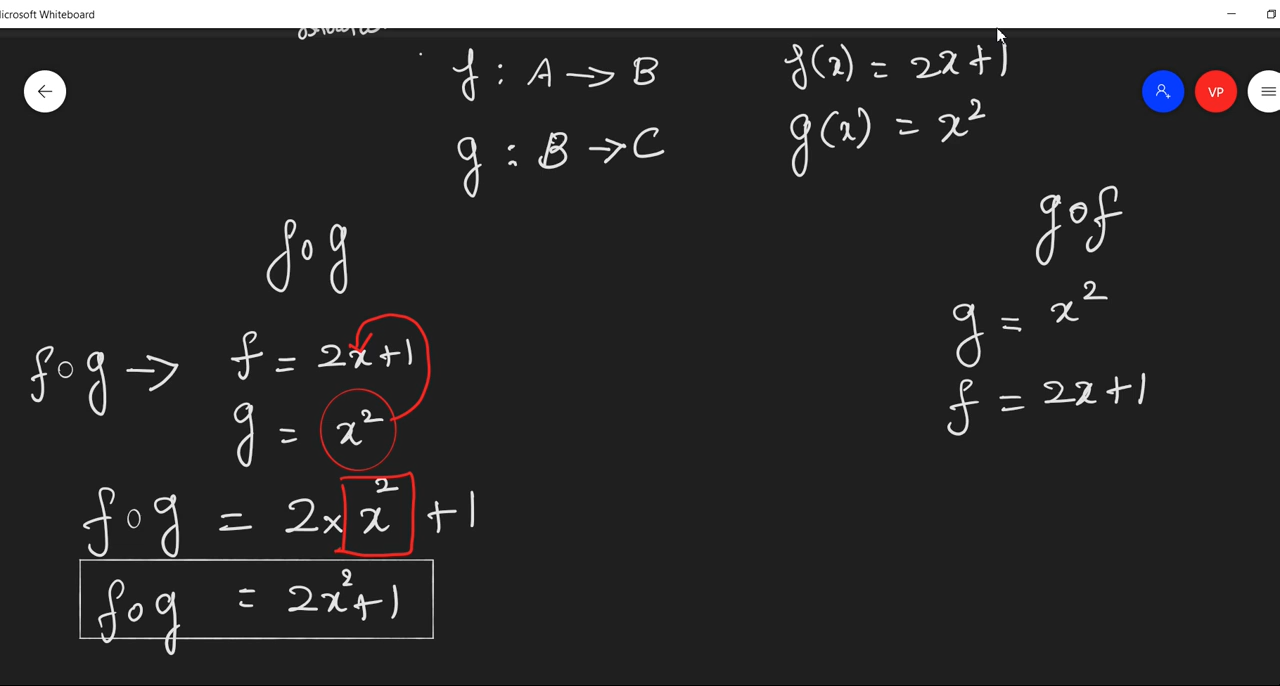 icrosoft Whiteboard
f : A → B
f(x) = 2x+1
VP
g : B → C
g(x) = x²
fog
gof
fog → f = 2x+1
g = x²
g = x²
f = 2x+1
fog = 2× x² +1
fog = 2x²+1